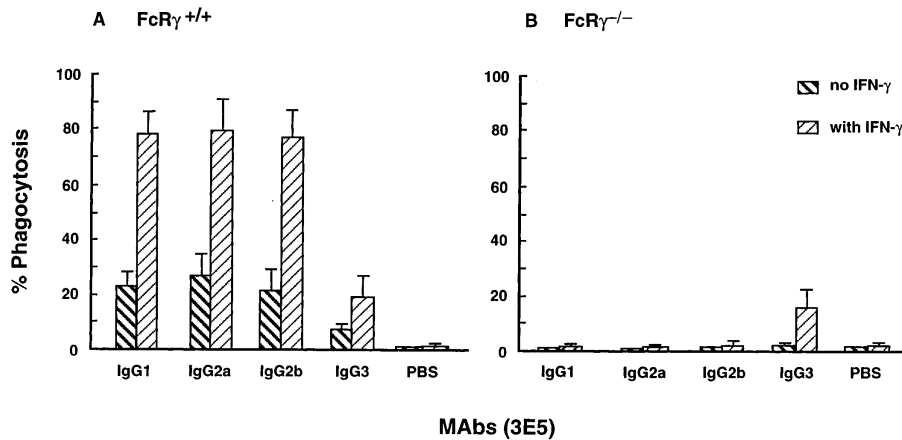 A FcRγ +/+
B FcRγ−/−
% Phagocytosis
100
80
60
40
20
0
IgG1 IgG2a IgG2b IgG3 PBS
100
80
60
40
20
0
IgG1 IgG2a IgG2b IgG3 PBS
no IFN-γ
with IFN-γ
MAbs (3E5)